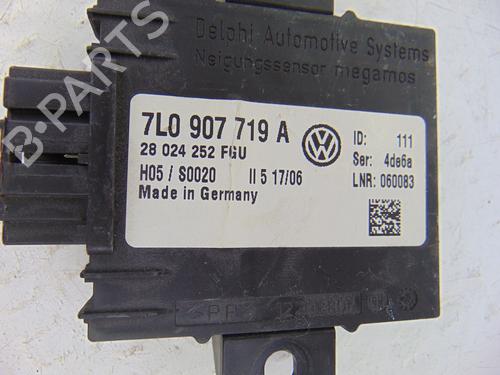 B-PARTS
Delphi Automotive Systems
Neigungssensor megamos
7L0 907 719 A
28 024 252 FGU
H05 / S0020 II 5 17/06
Made in Germany
ID: 111
Ser: 4de6a
LNR: 060083